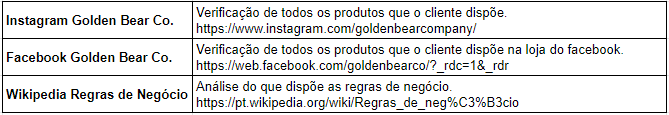 Instagram Golden Bear Co.
Verificação de todos os produtos que o cliente dispõe.
https://www.instagram.com/goldenbearcompany/
Facebook Golden Bear Co.
Verificação de todos os produtos que o cliente dispõe na loja do facebook.
https://web.facebook.com/goldenbearco/?_rdc=1&_rdr
Wikipedia Regras de Negócio
Análise do que dispõe as regras de negócio.
https://pt.wikipedia.org/wiki/Regras_de_neg%C3%B3cio